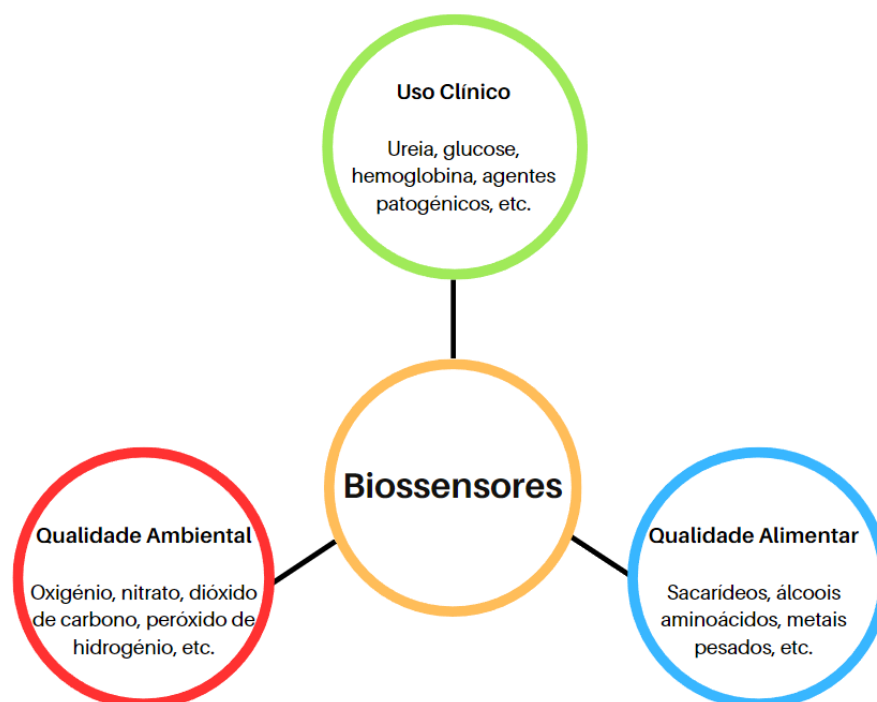 Uso Clínico
Ureia, glucose,
hemoglobina, agentes
patogénicos, etc.
Biossensores
Qualidade Ambiental
Oxigénio, nitrato, dióxido
de carbono, peróxido de
hidrogénio, etc.
Qualidade Alimentar
Sacarídeos, álcoois
aminoácidos, metais
pesados, etc.